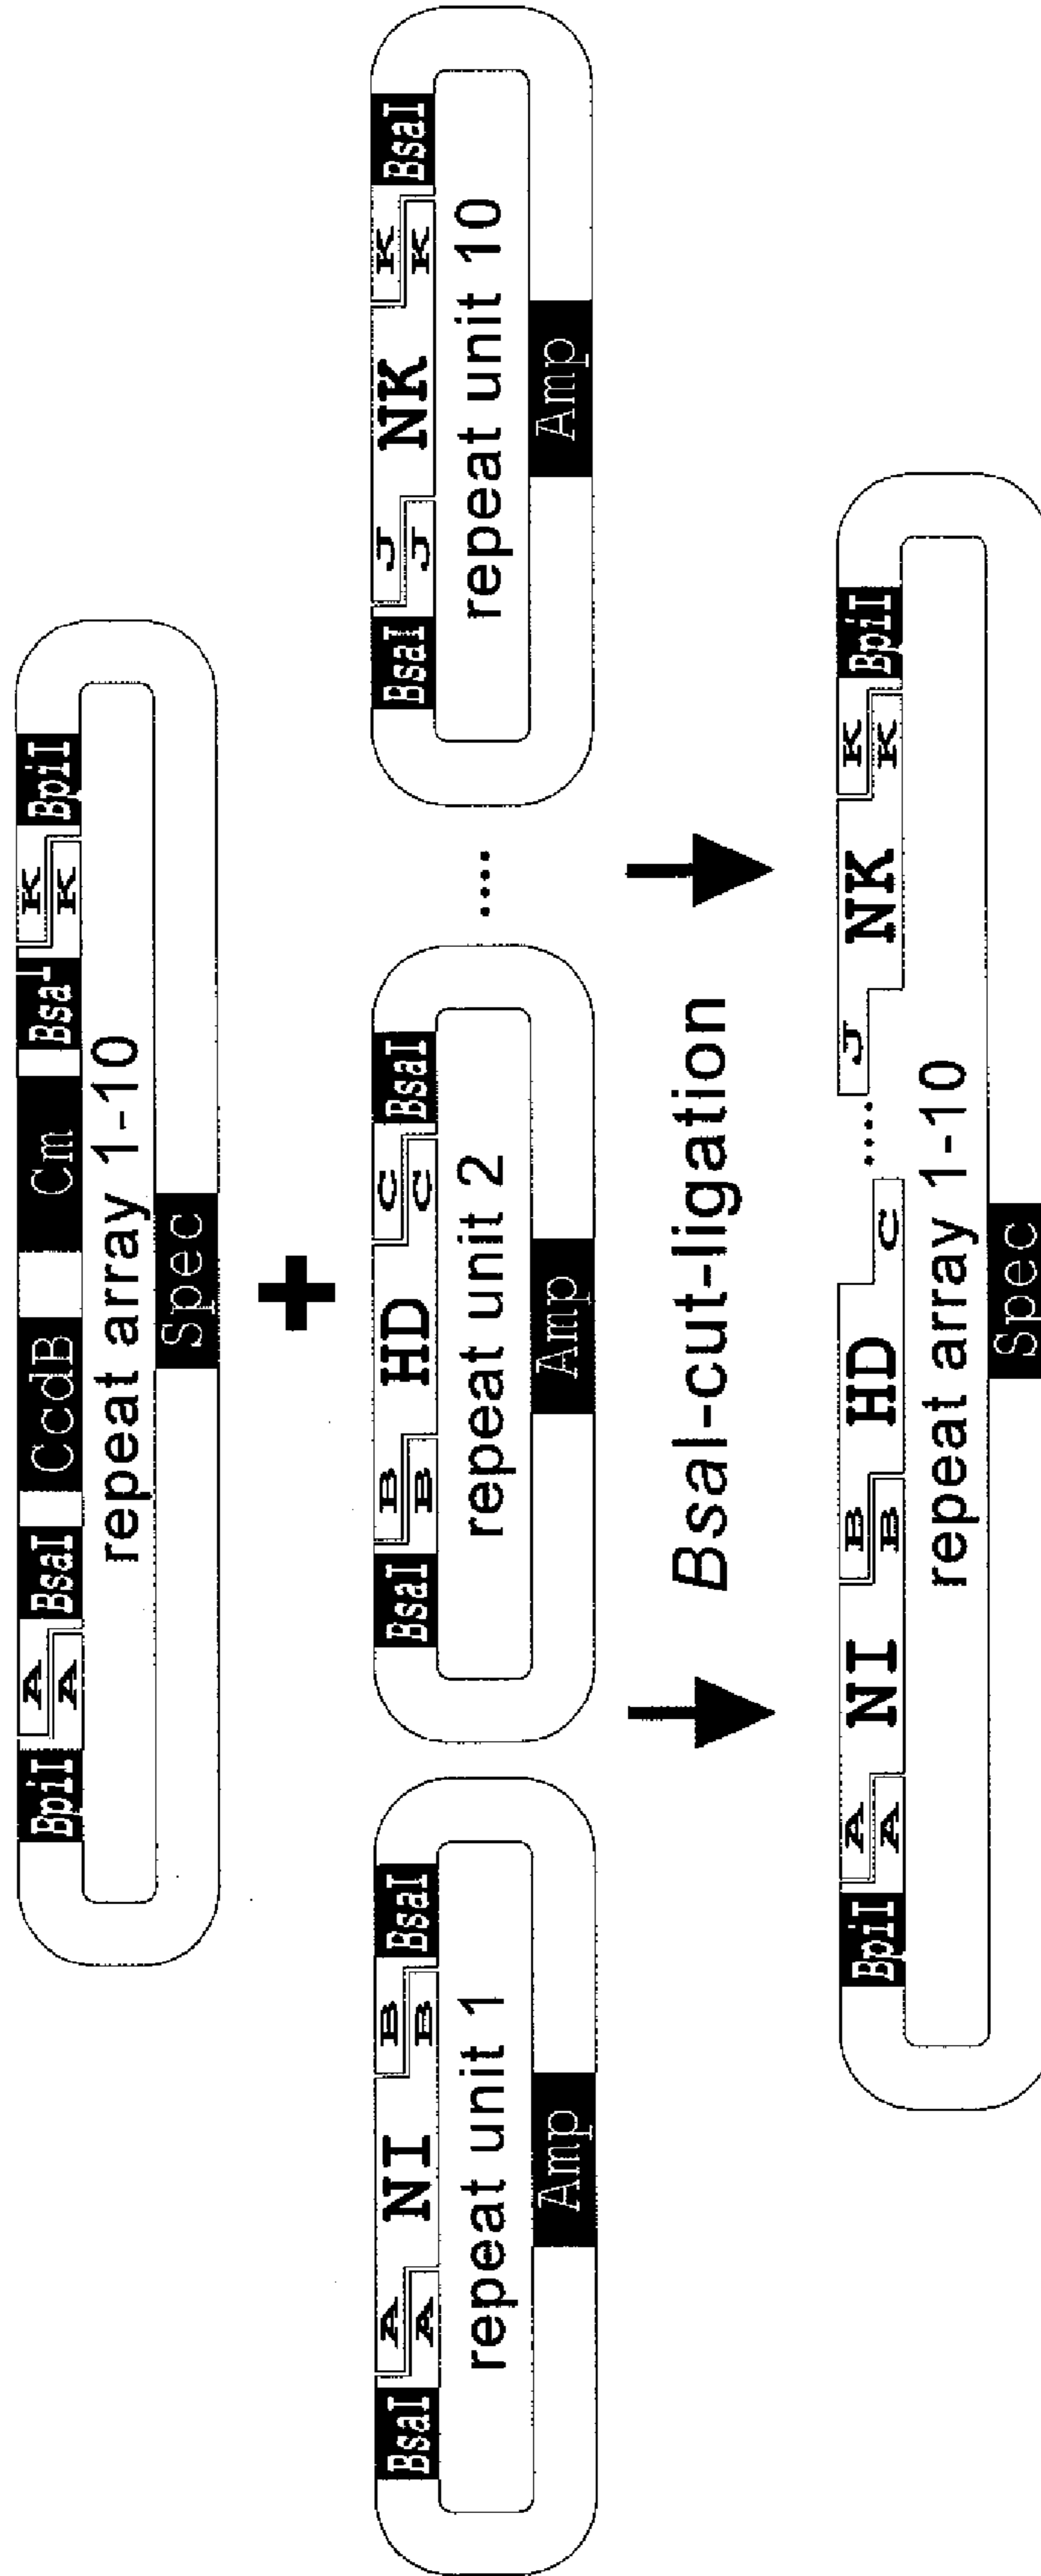 BpiI A A BsaI CcdB Cm Bsa K K BpiI
repeat array 1-10
Spec
+
BsaI A A NI B B BsaI
repeat unit 1
Amp
BsaI B B HD C C BsaI
repeat unit 2
Amp
....
BsaI J J NK K K BsaI
repeat unit 10
Amp
BsaI-cut-ligation
BpiI A A NI B B HD C ..... J NK K K BpiI
repeat array 1-10
Spec